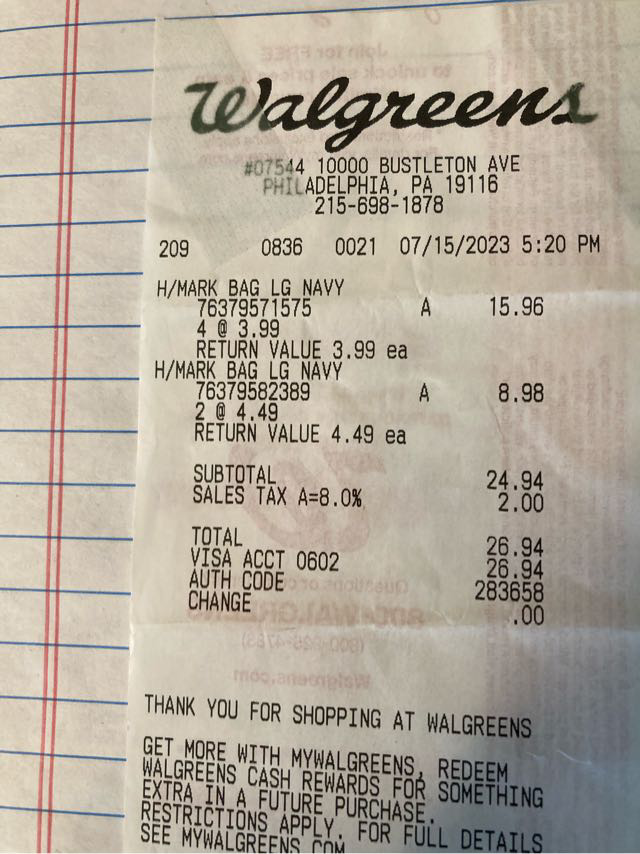 Walgreens
#07544 10000 BUSTLETON AVE
PHILADELPHIA, PA 19116
215-698-1878
209 0836 0021 07/15/2023 5:20 PM
H/MARK BAG LG NAVY
76379571575 A 15.96
4 @ 3.99
RETURN VALUE 3.99 ea
H/MARK BAG LG NAVY
76379582389 A 8.98
2 @ 4.49
RETURN VALUE 4.49 ea
SUBTOTAL 24.94
SALES TAX A=8.0% 2.00
TOTAL 26.94
VISA ACCT 0602 26.94
AUTH CODE 283658
CHANGE .00
THANK YOU FOR SHOPPING AT WALGREENS
GET MORE WITH MYWALGREENS, REDEEM
WALGREENS CASH REWARDS FOR SOMETHING
EXTRA IN A FUTURE PURCHASE.
RESTRICTIONS APPLY. FOR FULL DETAILS
SEE MYWALGREENS.COM